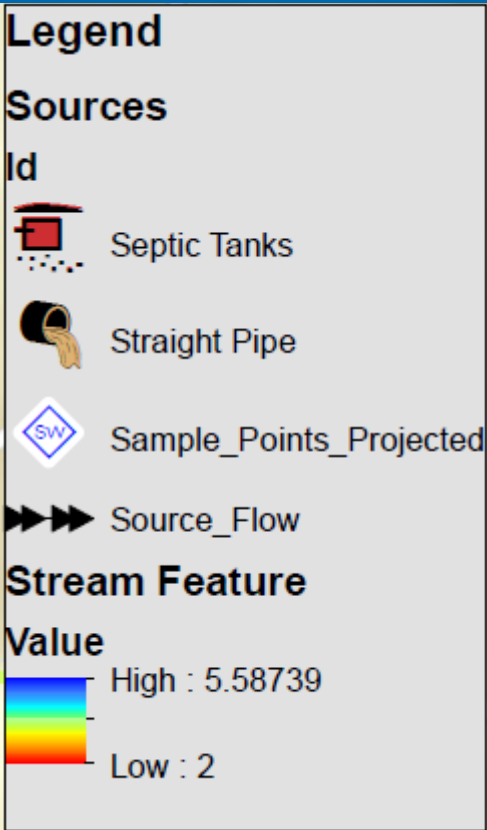 Legend
Sources
Id
Septic Tanks
Straight Pipe
SW
Sample_Points_Projected
Source_Flow
Stream Feature
Value
High : 5.58739
Low : 2